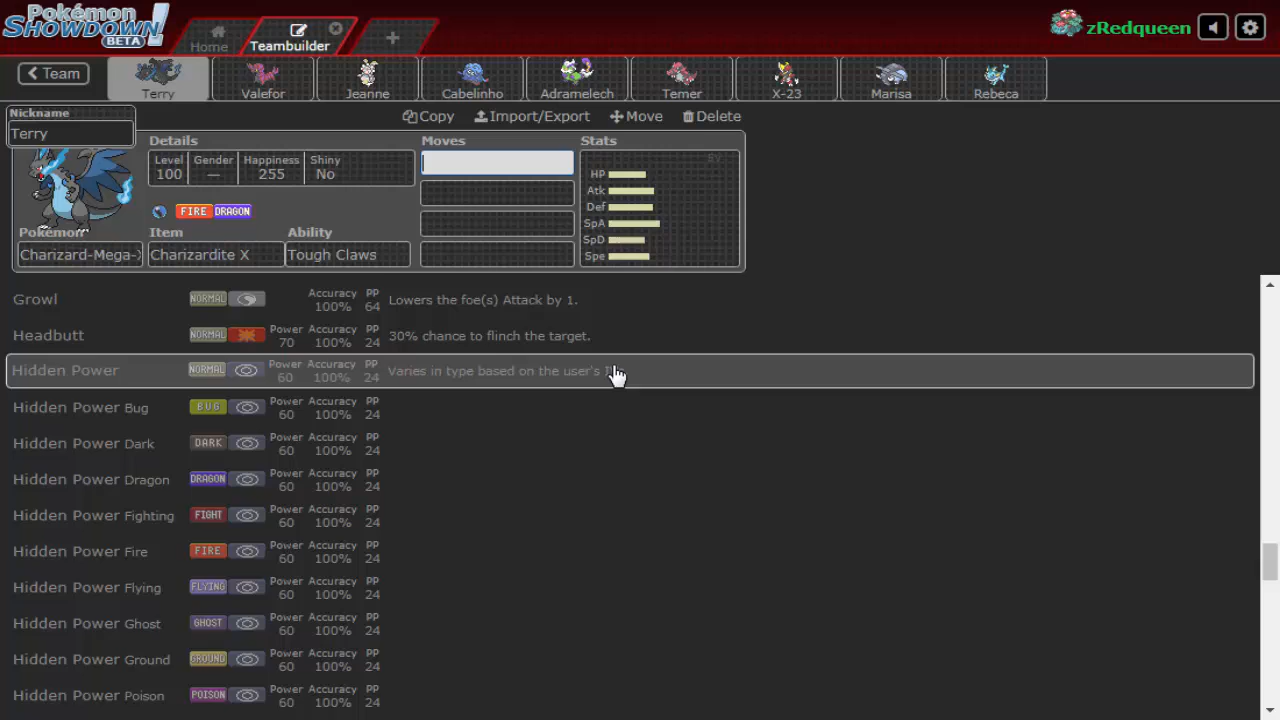 Pokémon
Showdown!
BETA
Home
Teambuilder
+
zRedqueen
Team
Terry
Valefor
Jeanne
Cabelinho
Adramelech
Temer
X-23
Marisa
Rebeca
Nickname
Terry
Copy
Import/Export
Move
Delete
Details
Level
100
Gender
—
Happiness
255
Shiny
No
FIRE DRAGON
Pokémon
Charizard-Mega-X
Item
Charizardite X
Ability
Tough Claws
Moves
Stats
EV
HP
Atk
Def
SpA
SpD
Spe
Growl NORMAL Accuracy 100% PP 64 Lowers the foe(s) Attack by 1.
Headbutt NORMAL Power 70 Accuracy 100% PP 24 30% chance to flinch the target.
Hidden Power NORMAL Power 60 Accuracy 100% PP 24 Varies in type based on the user's
Hidden Power Bug BUG Power 60 Accuracy 100% PP 24
Hidden Power Dark DARK Power 60 Accuracy 100% PP 24
Hidden Power Dragon DRAGON Power 60 Accuracy 100% PP 24
Hidden Power Fighting FIGHT Power 60 Accuracy 100% PP 24
Hidden Power Fire FIRE Power 60 Accuracy 100% PP 24
Hidden Power Flying FLYING Power 60 Accuracy 100% PP 24
Hidden Power Ghost GHOST Power 60 Accuracy 100% PP 24
Hidden Power Ground GROUND Power 60 Accuracy 100% PP 24
Hidden Power Poison POISON Power 60 Accuracy 100% PP 24